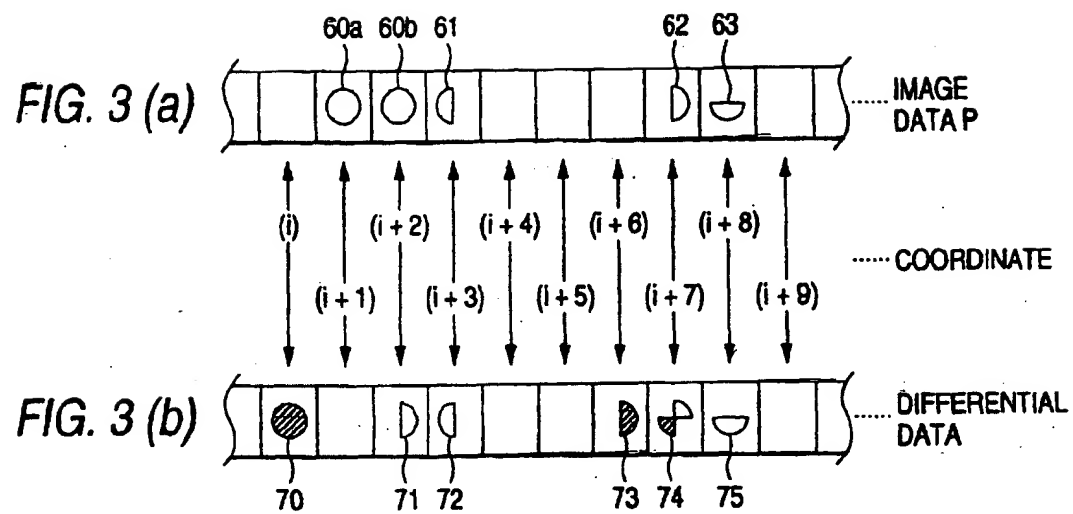 60a 60b 61 62 63
FIG. 3 (a)
IMAGE
DATA P
(i) (i + 2) (i + 4) (i + 6) (i + 8)
COORDINATE
(i + 1) (i + 3) (i + 5) (i + 7) (i + 9)
FIG. 3 (b)
DIFFERENTIAL
DATA
70 71 72 73 74 75